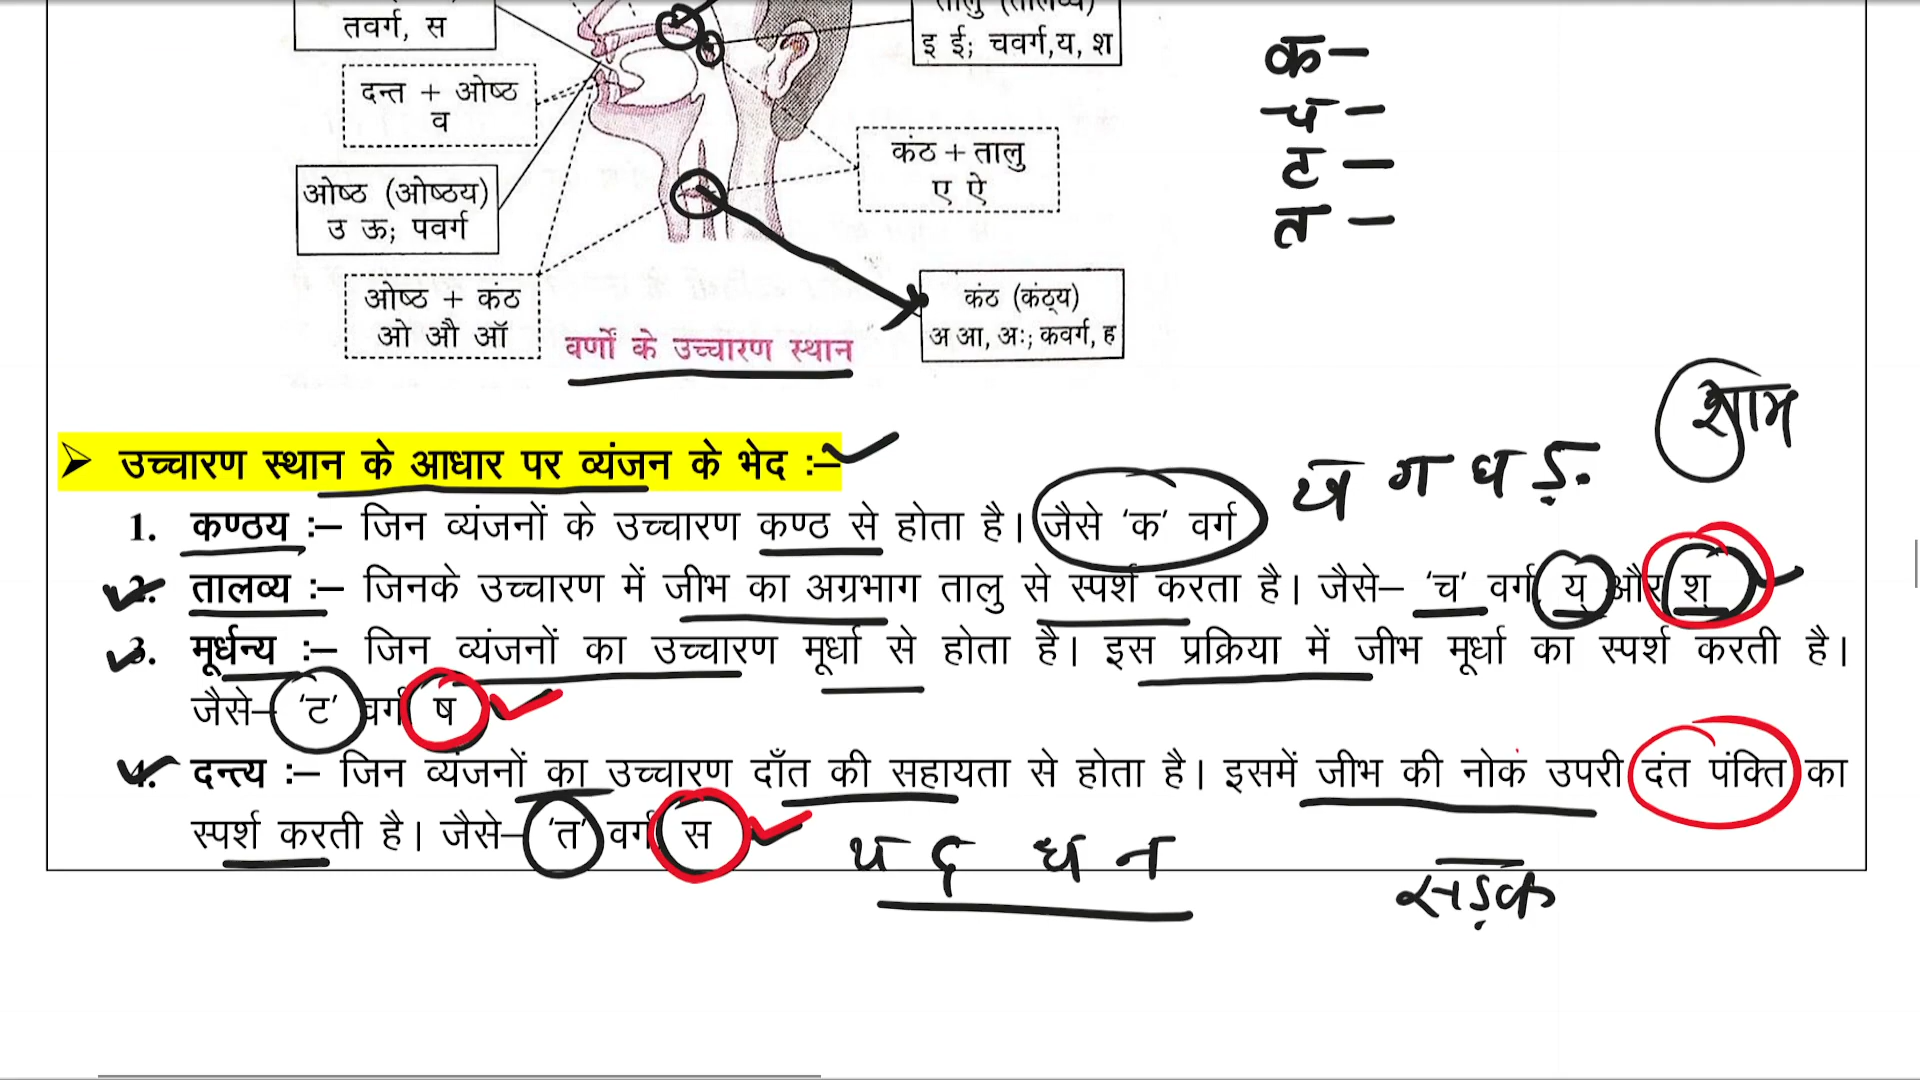 तवर्ग, स
तालु (तालव्य)
इ ई; चवर्ग,य, श
दन्त + ओष्ठ
व
ओष्ठ (ओष्ठय)
उ ऊ; पवर्ग
कंठ + तालु
ए ऐ
ओष्ठ + कंठ
ओ औ ऑ
कंठ (कंठ्य)
अ आ, अः; कवर्ग, ह
वर्णों के उच्चारण स्थान
क–
च–
ट–
त–
शाम
➢ उच्चारण स्थान के आधार पर व्यंजन के भेद :–
ख ग घ ङ
1. कण्ठय :– जिन व्यंजनों के उच्चारण कण्ठ से होता है। जैसे ‘क’ वर्ग
2. तालव्य :– जिनके उच्चारण में जीभ का अग्रभाग तालु से स्पर्श करता है। जैसे– ‘च’ वर्ग य् और श्
3. मूर्धन्य :– जिन व्यंजनों का उच्चारण मूर्धा से होता है। इस प्रक्रिया में जीभ मूर्धा का स्पर्श करती है।
जैसे– ‘ट’ वर्ग ष
4. दन्त्य :– जिन व्यंजनों का उच्चारण दाँत की सहायता से होता है। इसमें जीभ की नोक उपरी दंत पंक्ति का
स्पर्श करती है। जैसे– ‘त’ वर्ग स
थ द ध न
सड़क